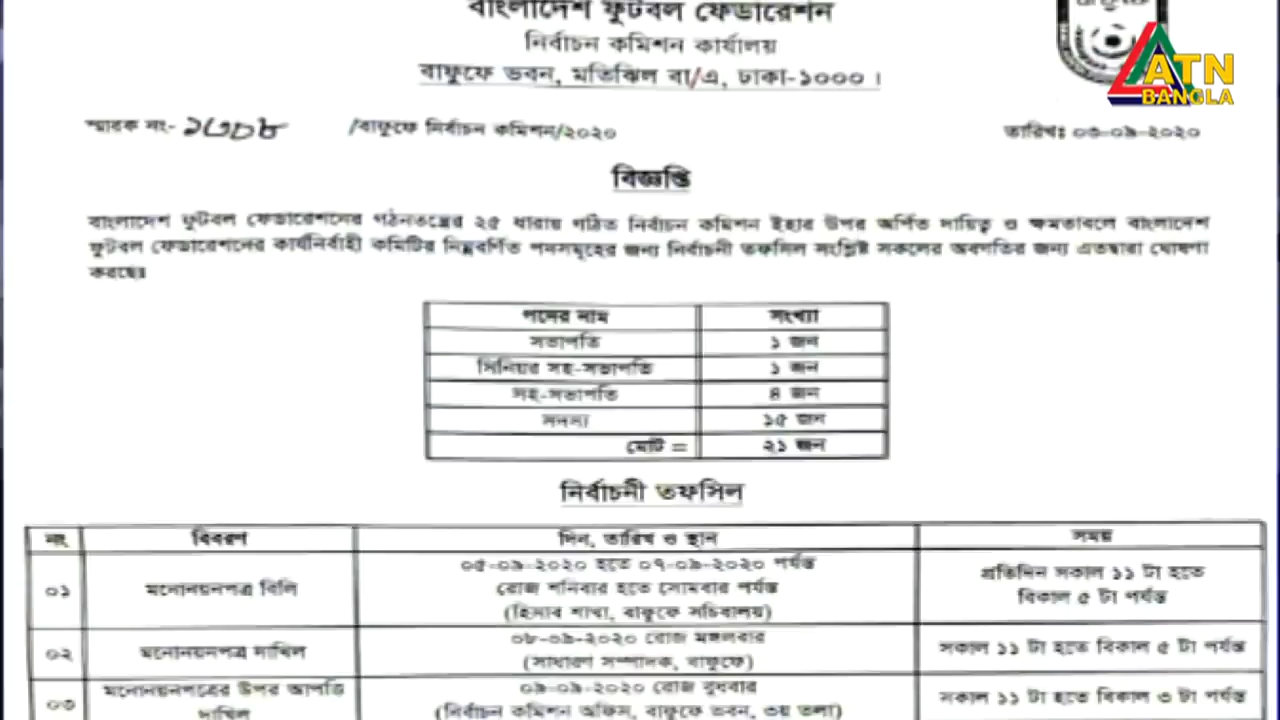 বাংলাদেশ ফুটবল ফেডারেশন
নির্বাচন কমিশন কার্যালয়
বাফুফে ভবন, মতিঝিল বা/এ, ঢাকা-১০০০।
ATN
BANGLA
স্মারক নং- ১৬০৮ /বাফুফে নির্বাচন কমিশন/২০২০
তারিখঃ ০৩-০৯-২০২০
বিজ্ঞপ্তি
বাংলাদেশ ফুটবল ফেডারেশনের গঠনতন্ত্রের ২৫ ধারায় গঠিত নির্বাচন কমিশন ইহার উপর অর্পিত দায়িত্ব ও ক্ষমতাবলে বাংলাদেশ
ফুটবল ফেডারেশনের কার্যনির্বাহী কমিটির নিম্নবর্ণিত পদসমূহের জন্য নির্বাচনী তফসিল সংশ্লিষ্ট সকলের অবগতির জন্য এতদ্বারা ঘোষণা
করছেঃ
পদের নাম সংখ্যা
সভাপতি ১ জন
সিনিয়র সহ-সভাপতি ১ জন
সহ-সভাপতি ৪ জন
সদস্য ১৫ জন
মোট = ২১ জন
নির্বাচনী তফসিল
নং বিবরণ দিন, তারিখ ও স্থান সময়
০১ মনোনয়নপত্র বিলি
০৫-০৯-২০২০ হতে ০৭-০৯-২০২০ পর্যন্ত
রোজ শনিবার হতে সোমবার পর্যন্ত
(হিসাব শাখা, বাফুফে সচিবালয়)
প্রতিদিন সকাল ১১ টা হতে
বিকাল ৫ টা পর্যন্ত
০২ মনোনয়নপত্র দাখিল
০৮-০৯-২০২০ রোজ মঙ্গলবার
(সাধারণ সম্পাদক, বাফুফে)
সকাল ১১ টা হতে বিকাল ৫ টা পর্যন্ত
০৩ মনোনয়নপত্রের উপর আপত্তি
দাখিল
০৯-০৯-২০২০ রোজ বুধবার
(নির্বাচন কমিশন অফিস, বাফুফে ভবন, ৩য় তলা)
সকাল ১১ টা হতে বিকাল ৩ টা পর্যন্ত